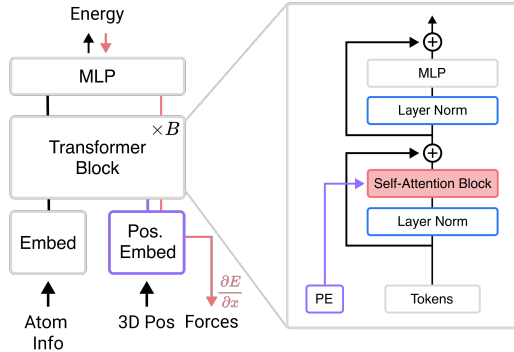 Energy
MLP
×B
Transformer
Block
Embed
Pos.
Embed
∂E
∂x
Atom
Info
3D Pos
Forces
MLP
Layer Norm
Self-Attention Block
Layer Norm
PE
Tokens